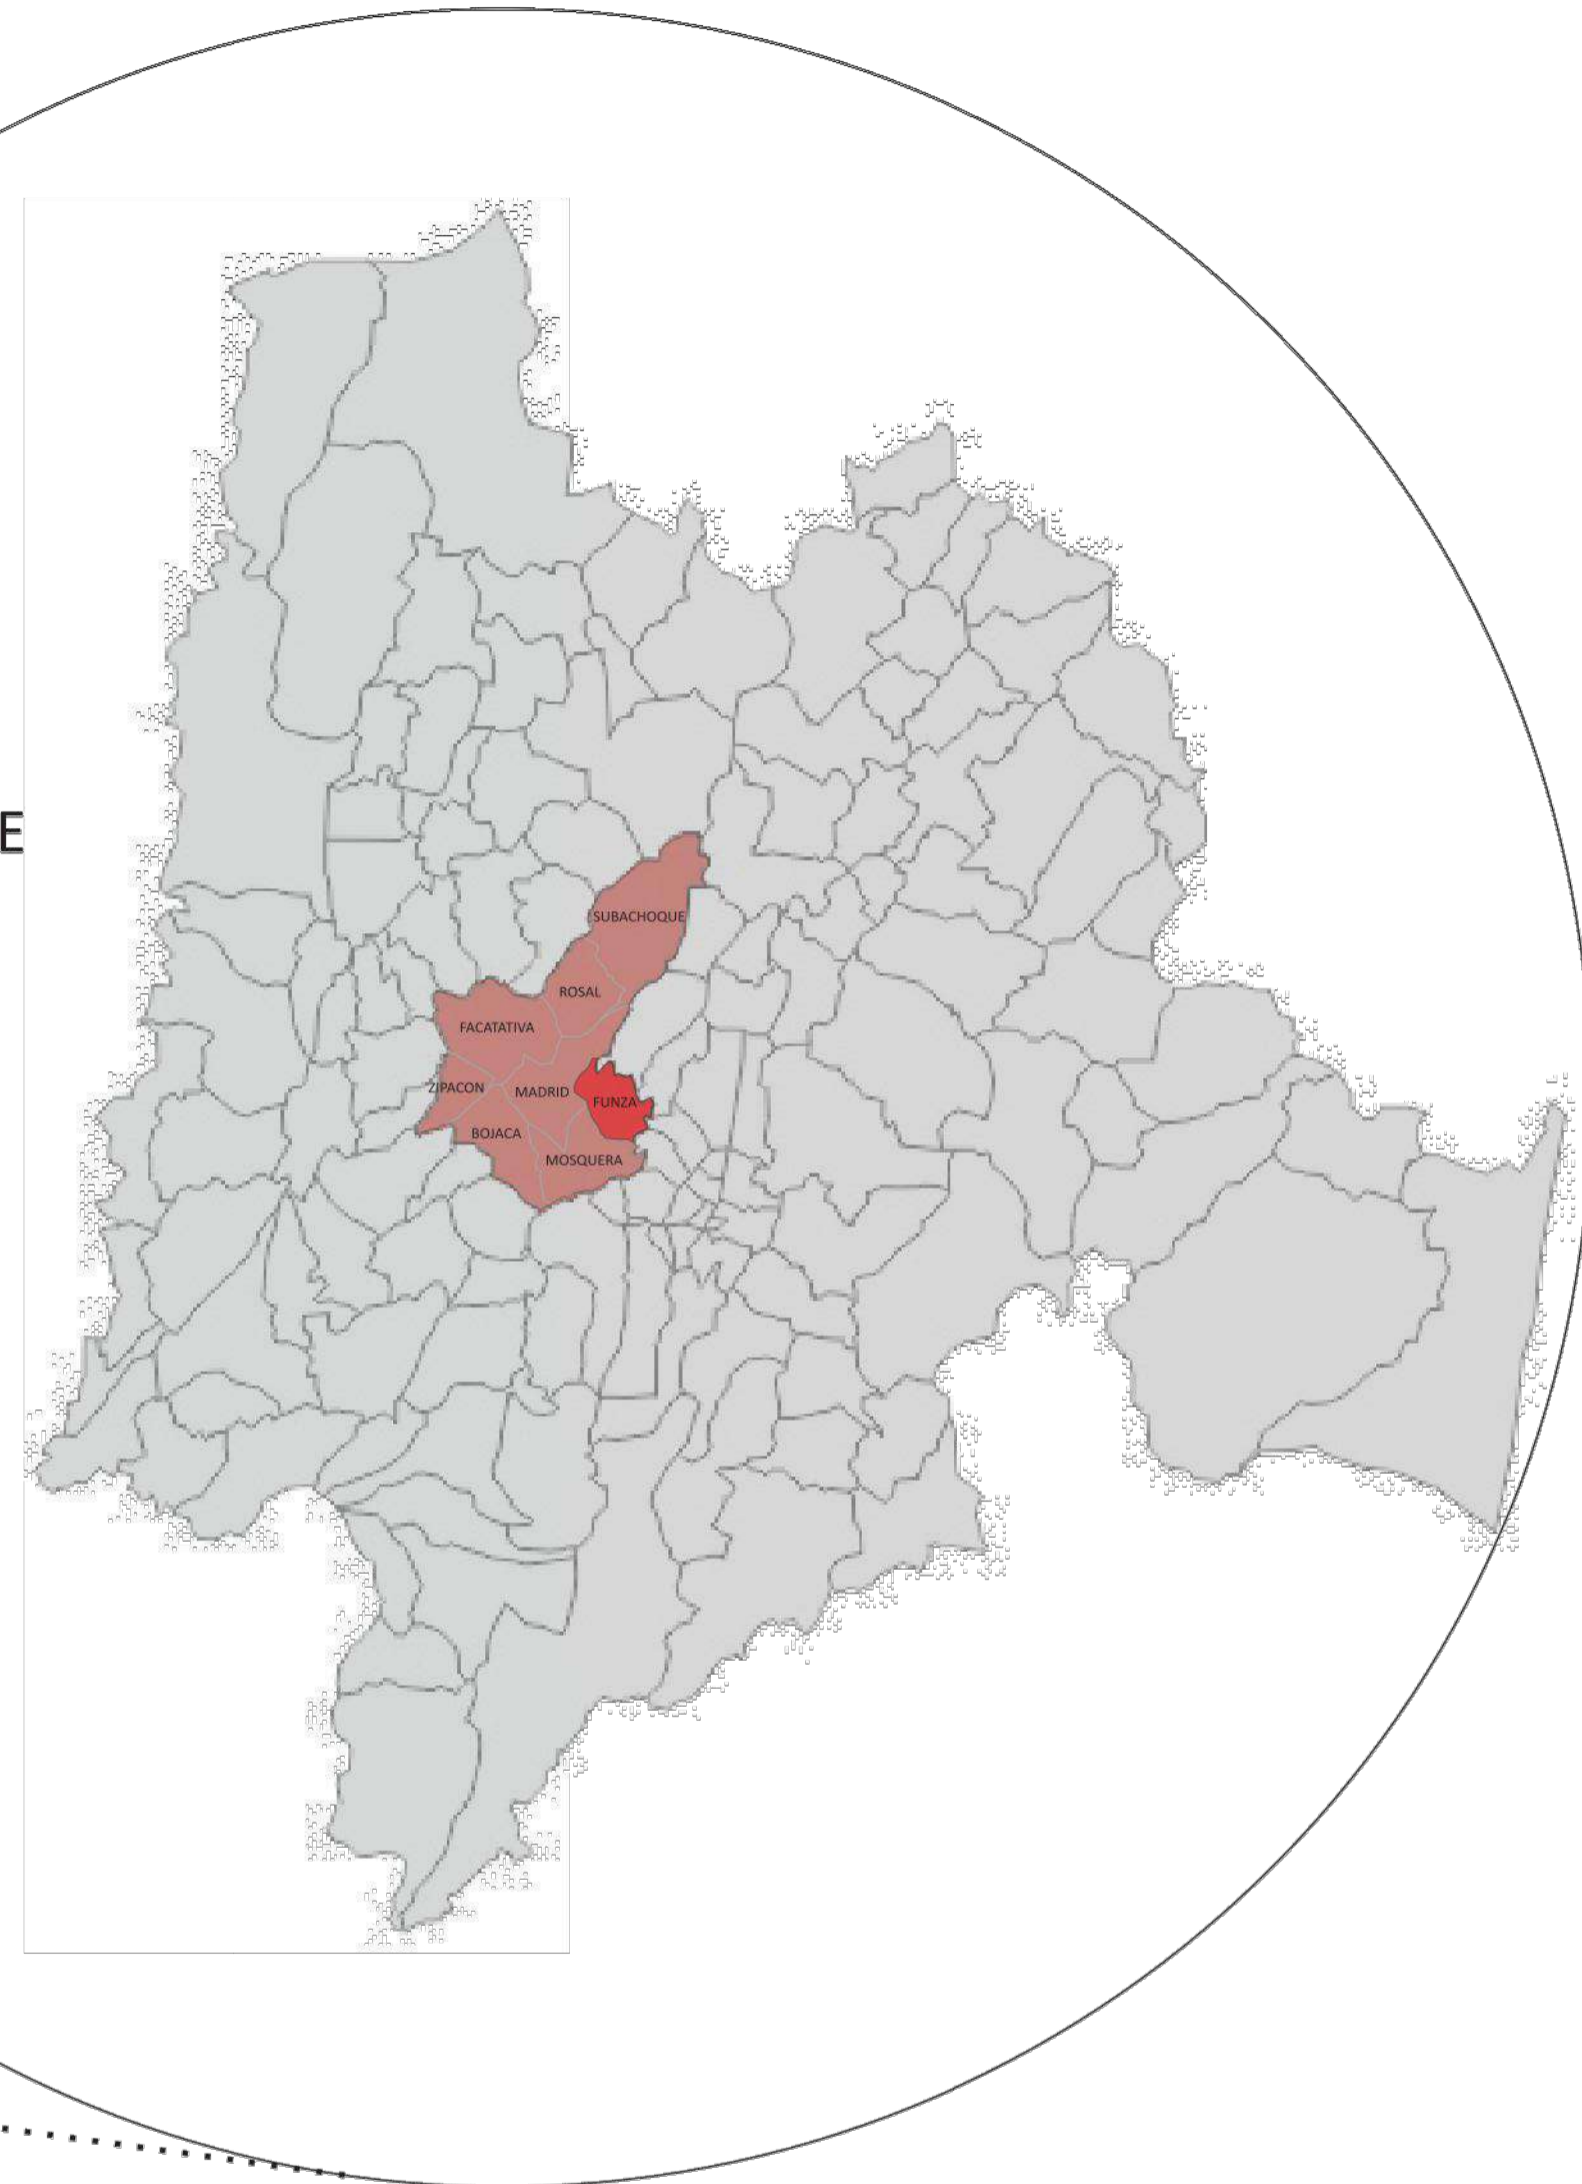 E
SUBACHOQUE
ROSAL
FACATATIVA
ZIPACON
MADRID
FUNZA
BOJACA
MOSQUERA